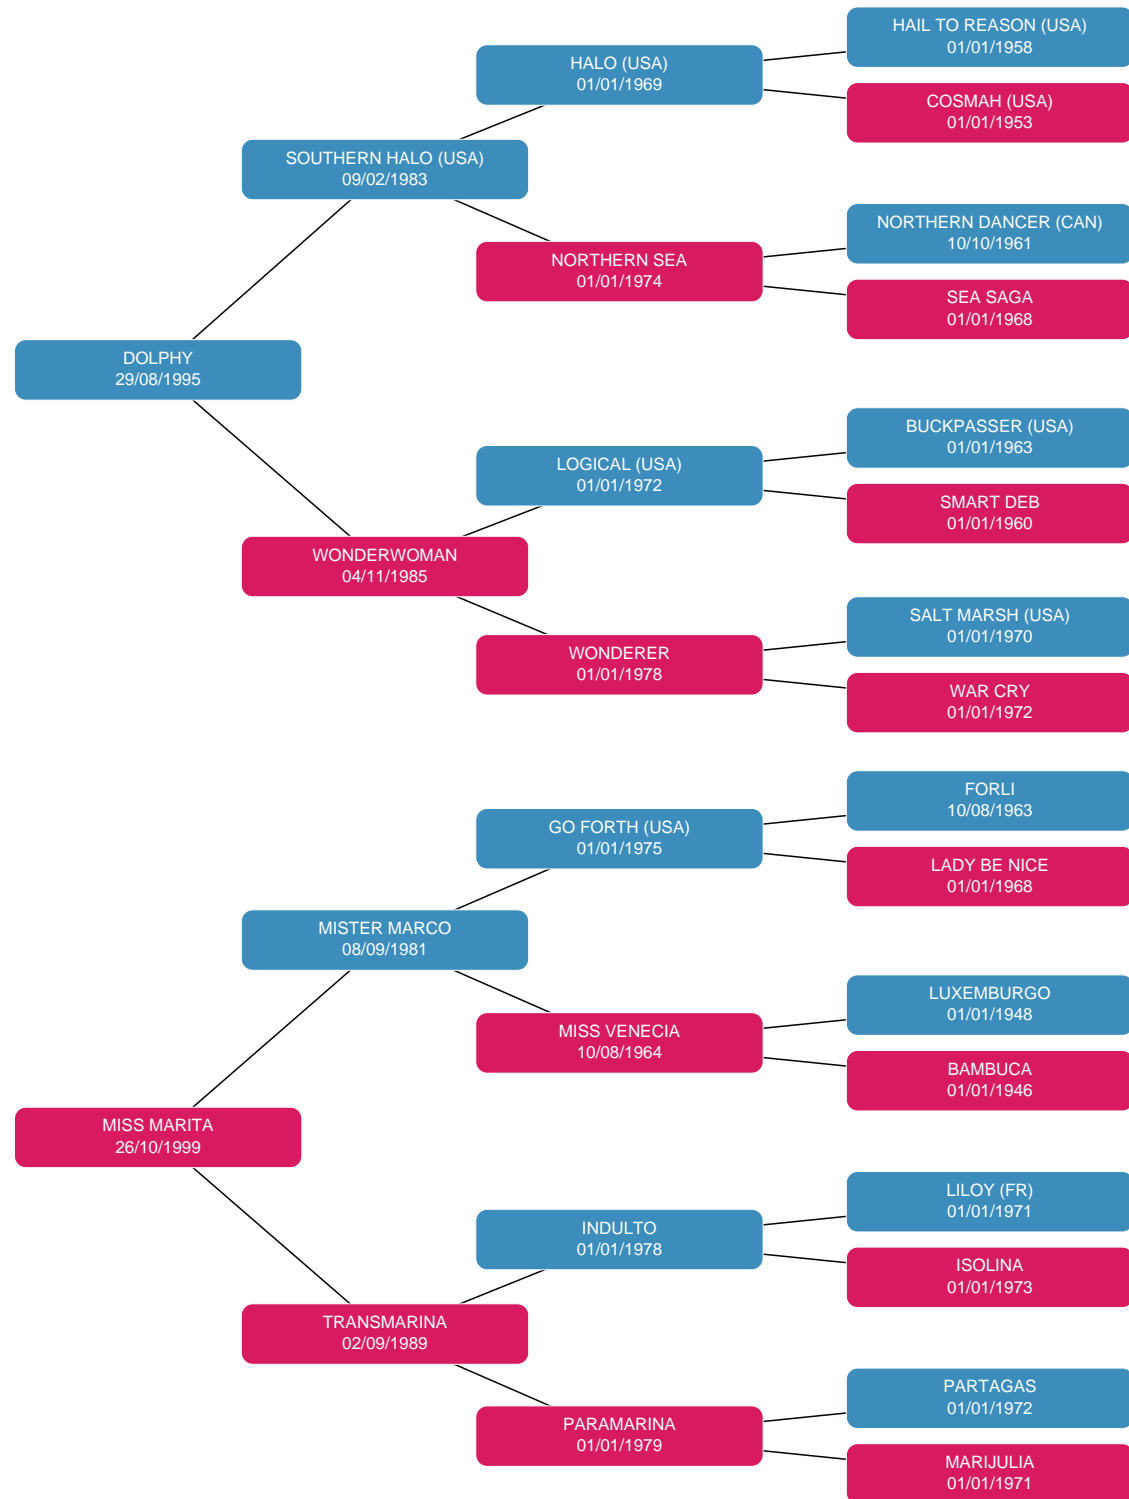 HAIL TO REASON (USA)
01/01/1958
HALO (USA)
01/01/1969
COSMAH (USA)
01/01/1953
SOUTHERN HALO (USA)
09/02/1983
NORTHERN DANCER (CAN)
10/10/1961
NORTHERN SEA
01/01/1974
SEA SAGA
01/01/1968
DOLPHY
29/08/1995
BUCKPASSER (USA)
01/01/1963
LOGICAL (USA)
01/01/1972
SMART DEB
01/01/1960
WONDERWOMAN
04/11/1985
SALT MARSH (USA)
01/01/1970
WONDERER
01/01/1978
WAR CRY
01/01/1972
FORLI
10/08/1963
GO FORTH (USA)
01/01/1975
LADY BE NICE
01/01/1968
MISTER MARCO
08/09/1981
LUXEMBURGO
01/01/1948
MISS VENECIA
10/08/1964
BAMBUCA
01/01/1946
MISS MARITA
26/10/1999
LILOY (FR)
01/01/1971
INDULTO
01/01/1978
ISOLINA
01/01/1973
TRANSMARINA
02/09/1989
PARTAGAS
01/01/1972
PARAMARINA
01/01/1979
MARIJULIA
01/01/1971